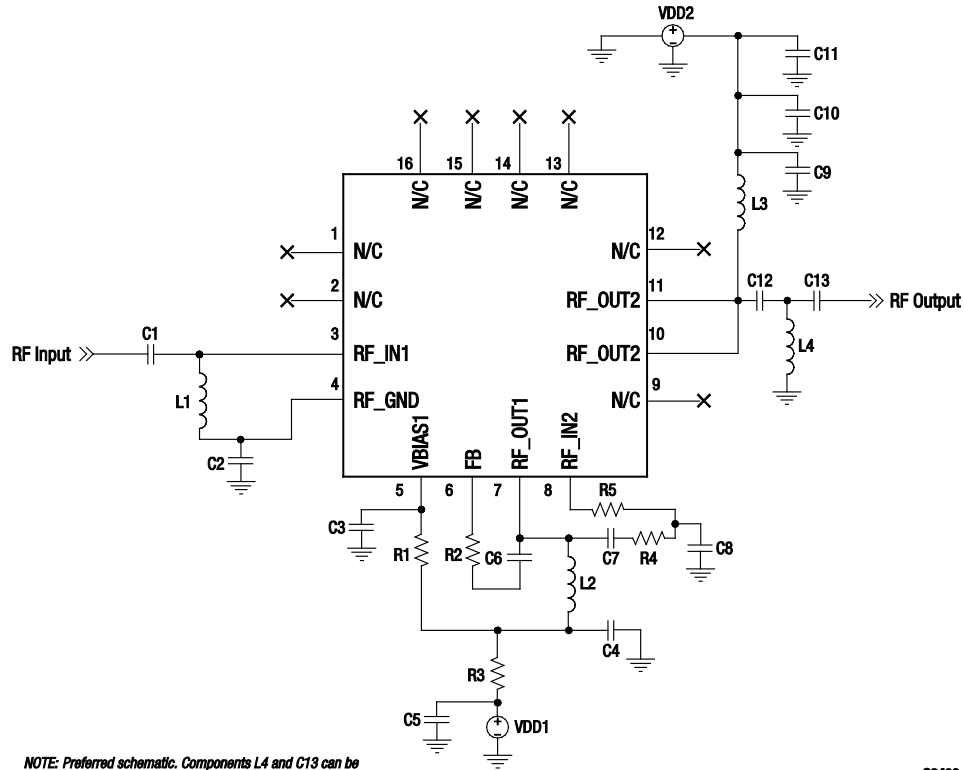 VDD2
C11
C10
C9
L3
16 15 14 13
N/C N/C N/C N/C
1 N/C
2 N/C
3 RF_IN1
4 RF_GND
12 N/C
11 RF_OUT2
10 RF_OUT2
9 N/C
C12 C13
RF Output
L4
C1
RF Input
L1
C2
VBIAS1 FB RF_OUT1 RF_IN2
5 6 7 8
R5
C3
R1 R2 C6
C7 R4
C8
L2
C4
R3
C5
VDD1
NOTE: Preferred schematic. Components L4 and C13 can be